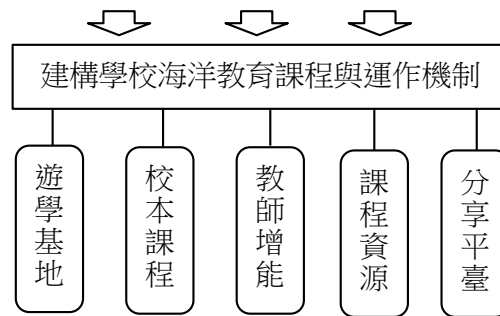 建構學校海洋教育課程與運作機制
遊學基地
校本課程
教師增能
課程資源
分享平臺